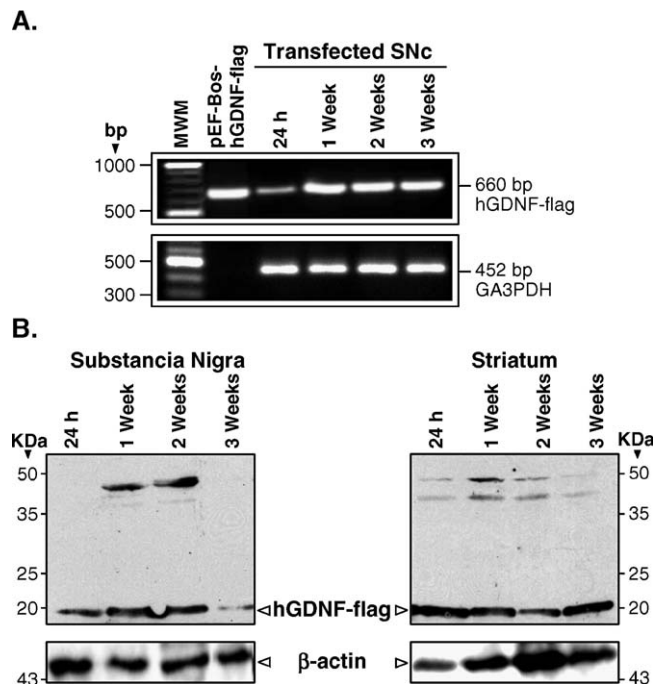 A.
Transfected SNc
bp
MWM
pEF-Bos-
hGDNF-flag
24 h
1 Week
2 Weeks
3 Weeks
1000
500
660 bp
hGDNF-flag
500
300
452 bp
GA3PDH
B.
Substancia Nigra
Striatum
KDa
24 h
1 Week
2 Weeks
3 Weeks
24 h
1 Week
2 Weeks
3 Weeks
KDa
50
35
25
20
hGDNF-flag
50
35
25
20
43
β-actin
43